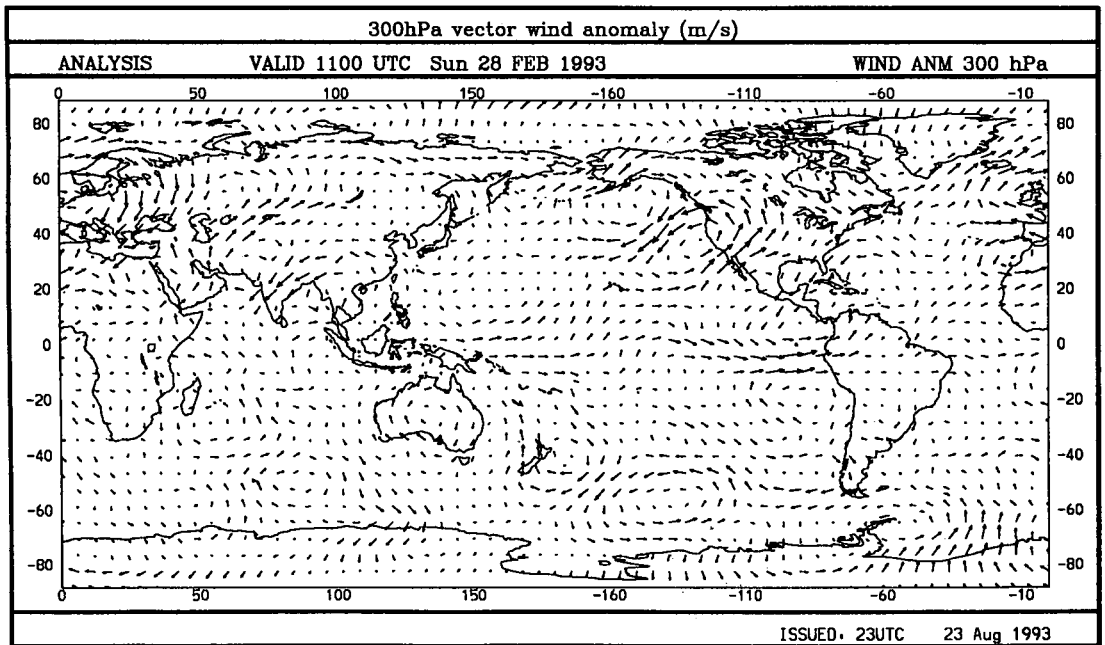 300hPa vector wind anomaly (m/s)
ANALYSIS VALID 1100 UTC Sun 28 FEB 1993 WIND ANM 300 hPa
0 50 100 150 -160 -110 -60 -10
80 80
60 60
40 40
20 20
0 0
-20 -20
-40 -40
-60 -60
-80 -80
0 50 100 150 -160 -110 -60 -10
ISSUED. 23UTC 23 Aug 1993